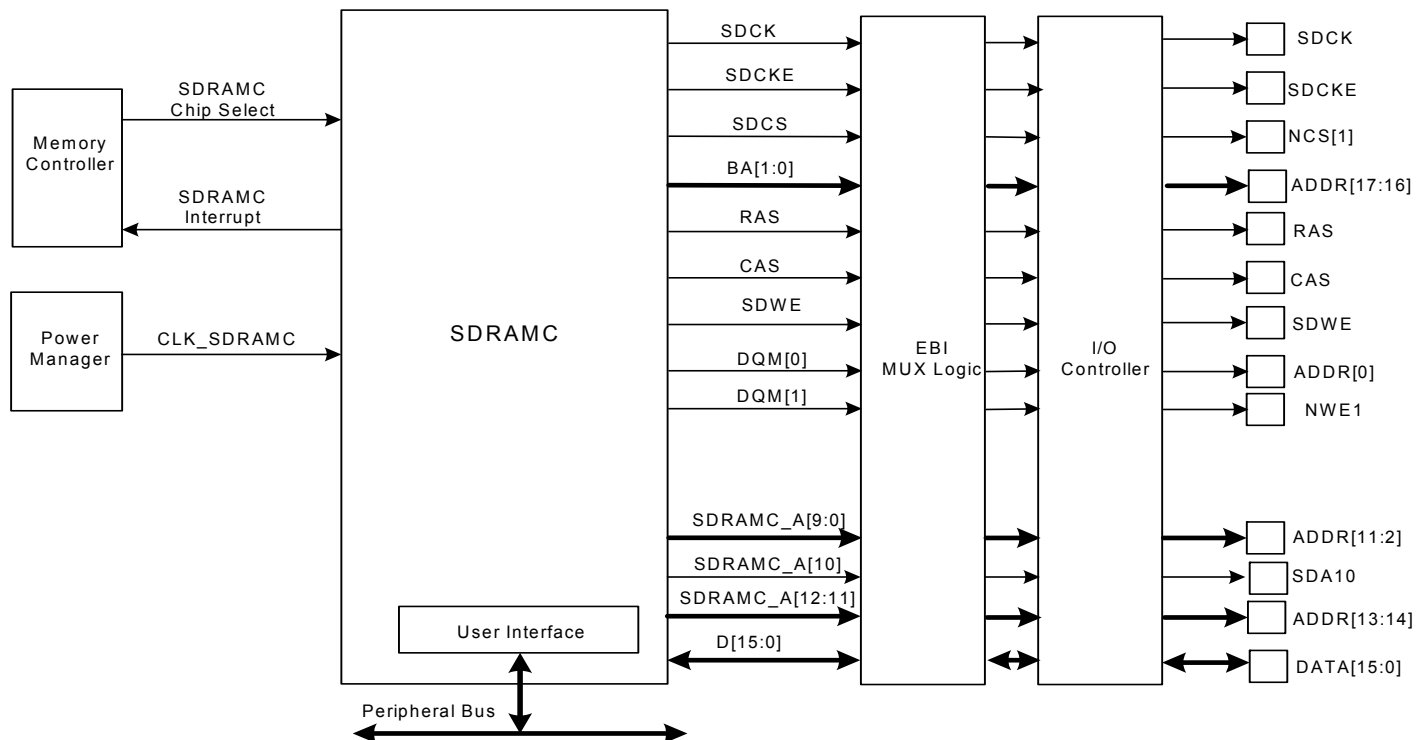 SDCK
SDCK
SDRAMC
Chip Select
SDCKE
SDCKE
Memory
Controller
SDCS
NCS[1]
BA[1:0]
ADDR[17:16]
SDRAMC
Interrupt
RAS
RAS
CAS
CAS
SDWE
SDWE
Power
Manager
CLK_SDRAMC
SDRAMC
EBI
MUX Logic
I/O
Controller
DQM[0]
ADDR[0]
DQM[1]
NWE1
SDRAMC_A[9:0]
ADDR[11:2]
SDRAMC_A[10]
SDA10
SDRAMC_A[12:11]
ADDR[13:14]
User Interface
D[15:0]
DATA[15:0]
Peripheral Bus